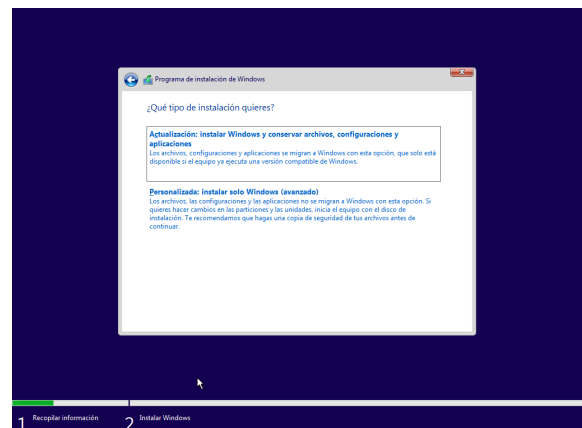 Programa de instalación de Windows
¿Qué tipo de instalación quieres?
Actualización: instalar Windows y conservar archivos, configuraciones y
aplicaciones
Los archivos, configuraciones y aplicaciones se migran a Windows con esta opción, que solo está
disponible si el equipo ya ejecuta una versión compatible de Windows.
Personalizada: instalar solo Windows (avanzado)
Los archivos, las configuraciones y las aplicaciones no se migran a Windows con esta opción. Si
quieres hacer cambios en las particiones y las unidades, inicia el equipo con el disco de
instalación. Te recomendamos que hagas una copia de seguridad de tus archivos antes de
continuar.
1 Recopilar información
2 Instalar Windows